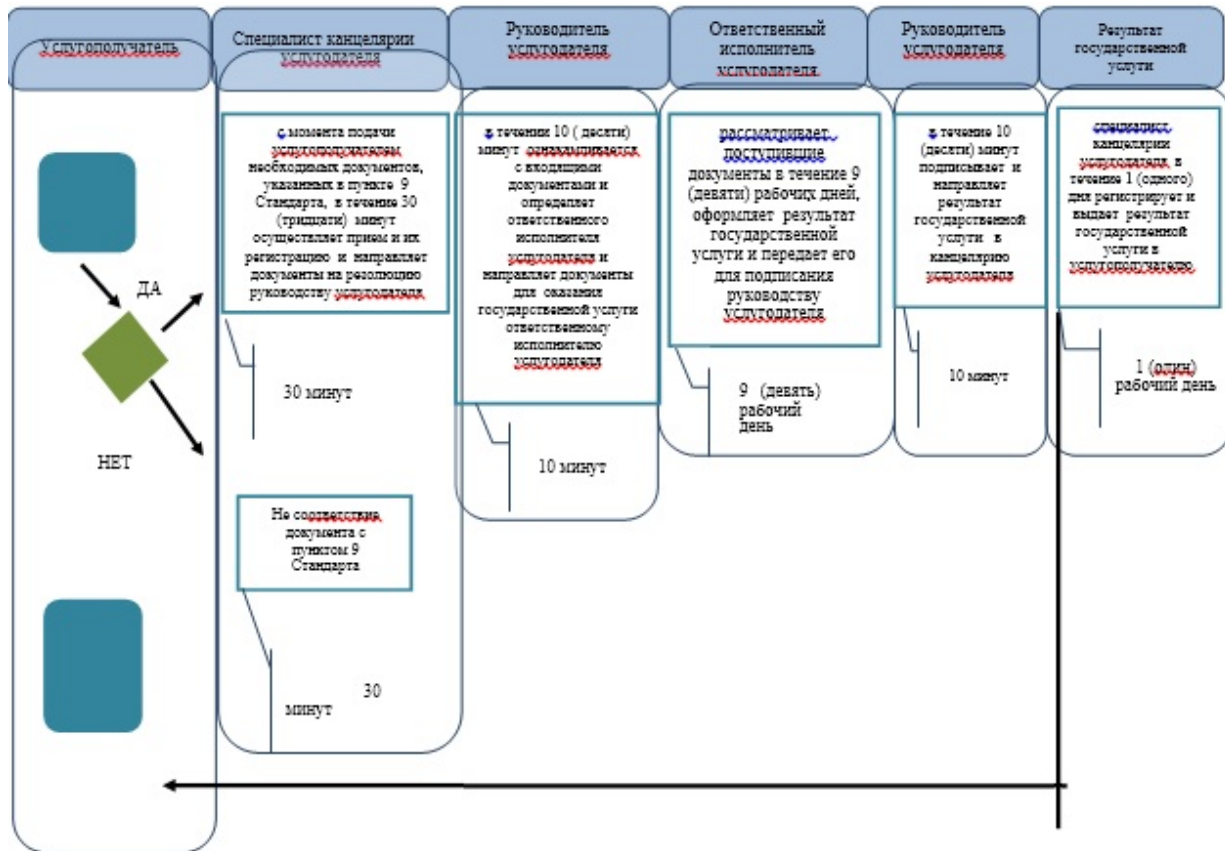 Услугополучатель
Специалист канцелярии
услугодателя
Руководитель
услугодателя
Ответственный
исполнитель
услугодателя
Руководитель
услугодателя
Результат
государственной
услуги
с момента подачи
услугополучателем
необходимых документов,
указанных в пункте 9
Стандарта, в течение 30
(тридцати) минут
осуществляет прием и их
регистрацию и направляет
документы на резолюцию
руководству услугодателя
30 минут
в течении 10 ( десяти)
минут ознакамливается
с входящими
документами и
определяет
ответственного
исполнителя
услугодателя и
направляет документы
для оказания
государственной услуги
ответственному
исполнителю
услугодателя
10 минут
рассматривает
поступившие
документы в течение 9
(девяти) рабочих дней,
оформляет результат
государственной
услуги и передает его
для подписания
руководству
услугодателя
9 (девять)
рабочий
день
в течение 10
(десяти) минут
подписывает и
направляет
результат
государственной
услуги в
канцелярию
услугодателя
10 минут
специалист
канцелярии
услугодателя в
течение 1 (одного)
дня регистрирует и
выдает результат
государственной
услуги в
услугополучателю
1 (один)
рабочий день
ДА
НЕТ
Не соответствие
документа с
пунктом 9
Стандарта
30
минут